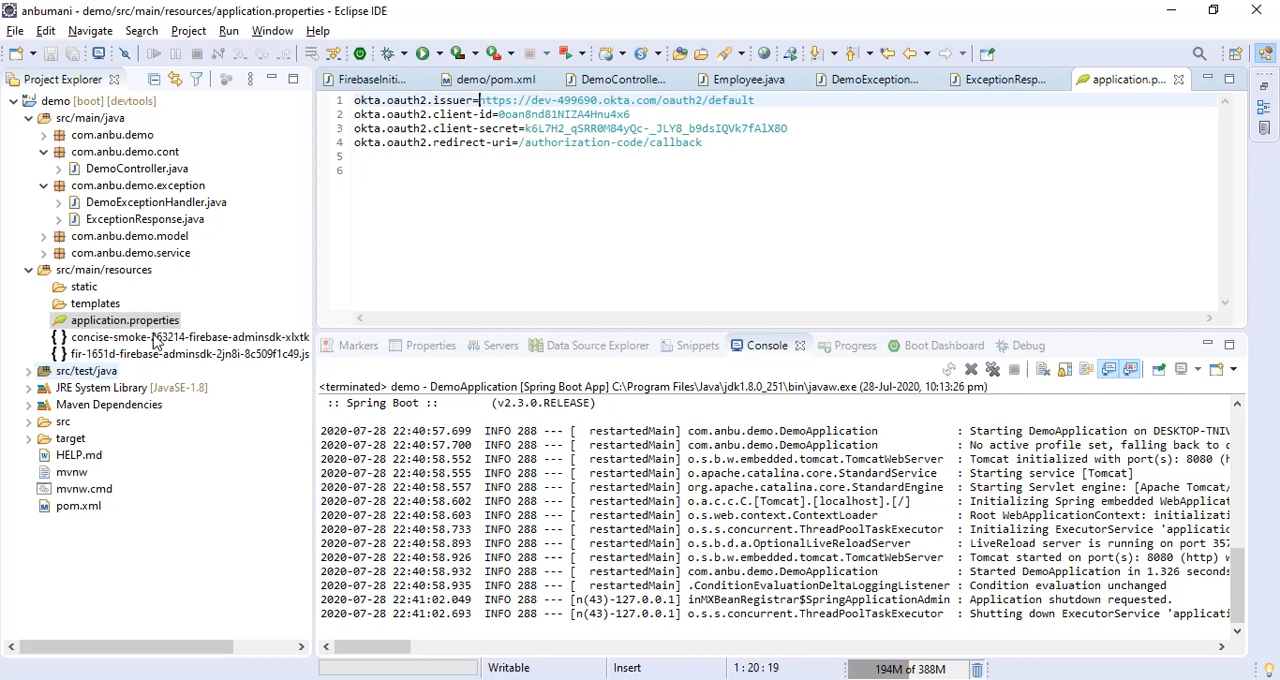 anbumani - demo/src/main/resources/application.properties - Eclipse IDE
File Edit Navigate Search Project Run Window Help
Project Explorer
FirebaseIniti... demo/pom.xml DemoControlle... Employee.java DemoException... ExceptionResp... application.p...
demo [boot] [devtools]
src/main/java
com.anbu.demo
com.anbu.demo.cont
DemoController.java
com.anbu.demo.exception
DemoExceptionHandler.java
ExceptionResponse.java
com.anbu.demo.model
com.anbu.demo.service
src/main/resources
static
templates
application.properties
concise-smoke-263214-firebase-adminsdk-xlxtk
fir-1651d-firebase-adminsdk-2jn8i-8c509f1c49.js
src/test/java
JRE System Library [JavaSE-1.8]
Maven Dependencies
src
target
HELP.md
mvnw
mvnw.cmd
pom.xml
1 okta.oauth2.issuer=https://dev-499690.okta.com/oauth2/default
2 okta.oauth2.client-id=0oan8nd81NIZA4Hnu4x6
3 okta.oauth2.client-secret=k6L7H2_qSRR0M84yQc-_JLY8_b9dsIQVk7fAlX8O
4 okta.oauth2.redirect-uri=/authorization-code/callback
5
6
Markers Properties Servers Data Source Explorer Snippets Console Progress Boot Dashboard Debug
<terminated> demo - DemoApplication [Spring Boot App] C:\Program Files\Java\jdk1.8.0_251\bin\javaw.exe (28-Jul-2020, 10:13:26 pm)
:: Spring Boot :: (v2.3.0.RELEASE)
2020-07-28 22:40:57.699 INFO 288 --- [ restartedMain] com.anbu.demo.DemoApplication : Starting DemoApplication on DESKTOP-TNIV
2020-07-28 22:40:57.700 INFO 288 --- [ restartedMain] com.anbu.demo.DemoApplication : No active profile set, falling back to d
2020-07-28 22:40:58.552 INFO 288 --- [ restartedMain] o.s.b.w.embedded.tomcat.TomcatWebServer : Tomcat initialized with port(s): 8080 (h
2020-07-28 22:40:58.555 INFO 288 --- [ restartedMain] o.apache.catalina.core.StandardService : Starting service [Tomcat]
2020-07-28 22:40:58.557 INFO 288 --- [ restartedMain] org.apache.catalina.core.StandardEngine : Starting Servlet engine: [Apache Tomcat/
2020-07-28 22:40:58.602 INFO 288 --- [ restartedMain] o.a.c.c.C.[Tomcat].[localhost].[/] : Initializing Spring embedded WebApplicat
2020-07-28 22:40:58.603 INFO 288 --- [ restartedMain] o.s.web.context.ContextLoader : Root WebApplicationContext: initializati
2020-07-28 22:40:58.733 INFO 288 --- [ restartedMain] o.s.s.concurrent.ThreadPoolTaskExecutor : Initializing ExecutorService 'applicatio
2020-07-28 22:40:58.893 INFO 288 --- [ restartedMain] o.s.b.d.a.OptionalLiveReloadServer : LiveReload server is running on port 357
2020-07-28 22:40:58.926 INFO 288 --- [ restartedMain] o.s.b.w.embedded.tomcat.TomcatWebServer : Tomcat started on port(s): 8080 (http) w
2020-07-28 22:40:58.932 INFO 288 --- [ restartedMain] com.anbu.demo.DemoApplication : Started DemoApplication in 1.326 seconds
2020-07-28 22:40:58.935 INFO 288 --- [ restartedMain] .ConditionEvaluationDeltaLoggingListener : Condition evaluation unchanged
2020-07-28 22:41:02.049 INFO 288 --- [n(43)-127.0.0.1] inMXBeanRegistrar$SpringApplicationAdmin : Application shutdown requested.
2020-07-28 22:41:02.693 INFO 288 --- [n(43)-127.0.0.1] o.s.s.concurrent.ThreadPoolTaskExecutor : Shutting down ExecutorService 'applicati
Writable Insert 1 : 20 : 19 194M of 388M